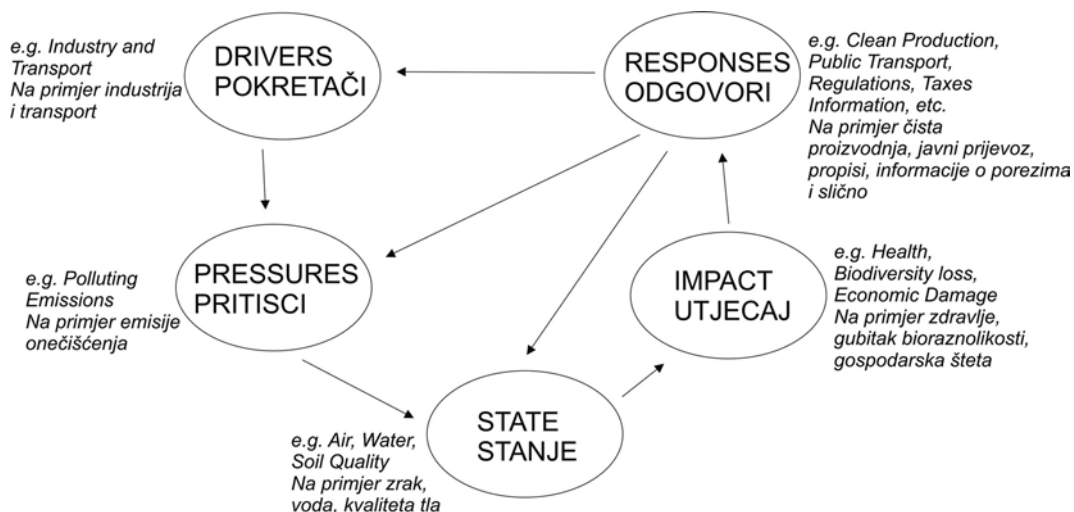 e.g. Industry and
Transport
Na primjer industrija
i transport
DRIVERS
POKRETAČI
RESPONSES
ODGOVORI
e.g. Clean Production,
Public Transport,
Regulations, Taxes
Information, etc.
Na primjer čista
proizvodnja, javni prijevoz,
propisi, informacije o porezima
i slično
e.g. Polluting
Emissions
Na primjer emisije
onečišćenja
PRESSURES
PRITISCI
IMPACT
UTJECAJ
e.g. Health,
Biodiversity loss,
Economic Damage
Na primjer zdravlje,
gubitak bioraznolikosti,
gospodarska šteta
e.g. Air, Water,
Soil Quality
Na primjer zrak,
voda, kvaliteta tla
STATE
STANJE